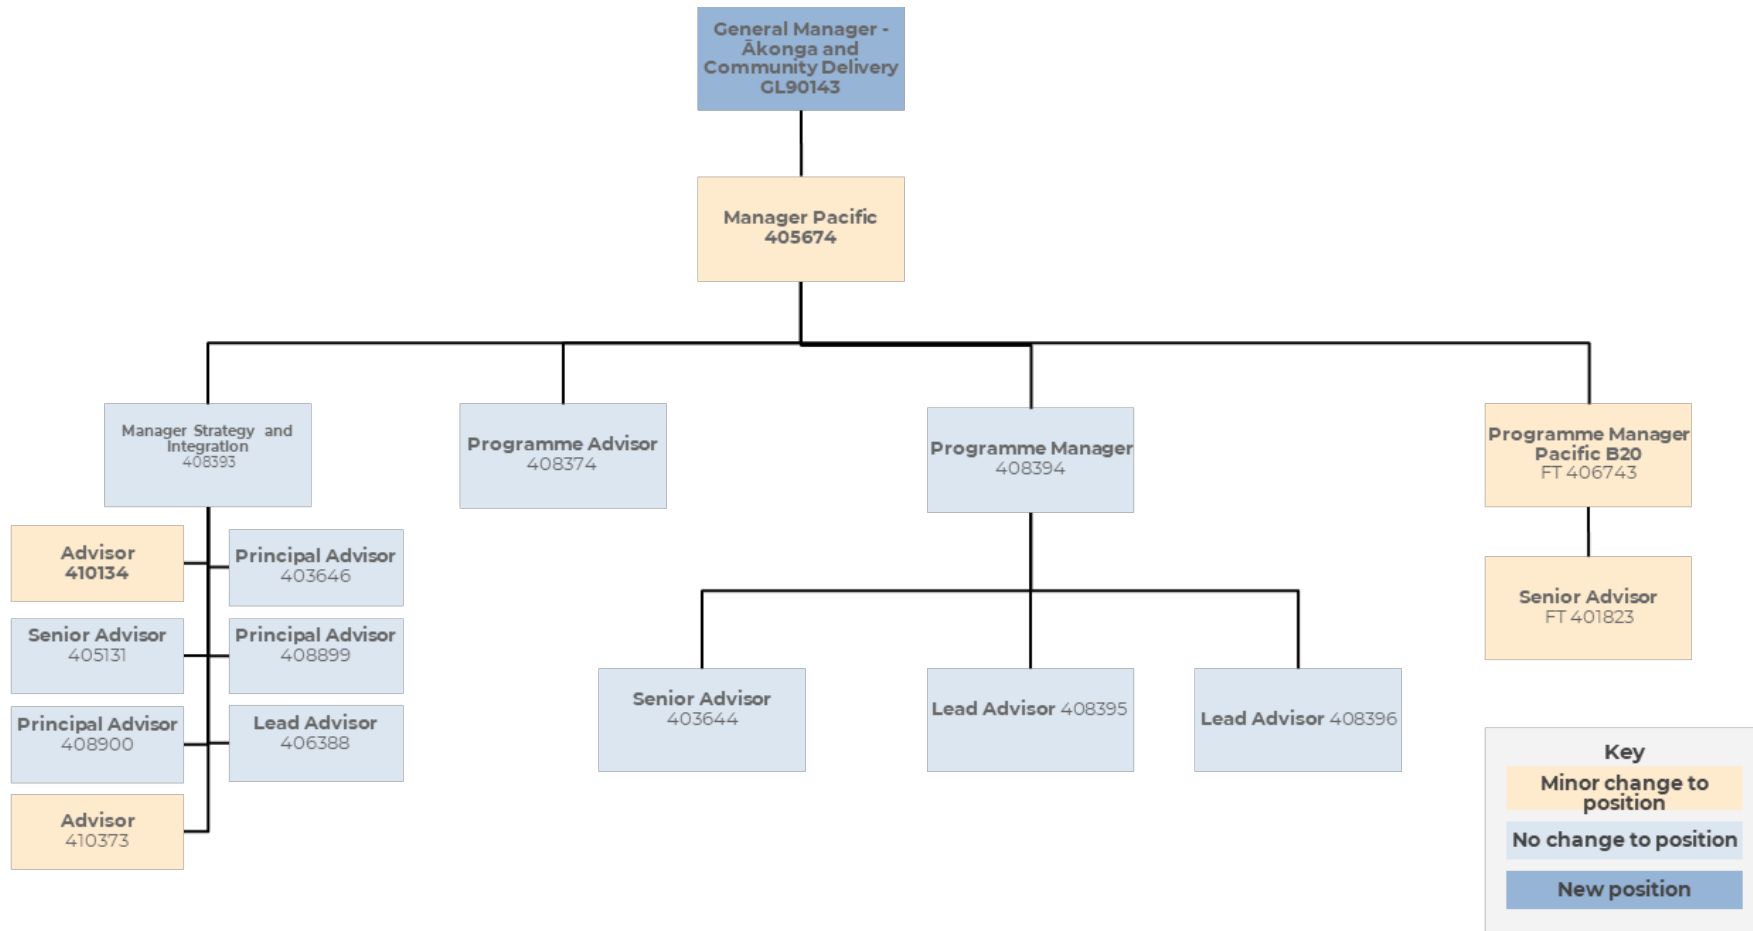 General Manager -
Ākonga and
Community Delivery
GL90143
Manager Pacific
405674
Manager Strategy and
Integration
408393
Programme Advisor
408374
Programme Manager
408394
Programme Manager
Pacific B20
FT 406743
Advisor
410134
Principal Advisor
403646
Senior Advisor
405131
Principal Advisor
408899
Principal Advisor
408900
Lead Advisor
406388
Advisor
410373
Senior Advisor
403644
Lead Advisor 408395
Lead Advisor 408396
Senior Advisor
FT 401823
Key
Minor change to
position
No change to position
New position